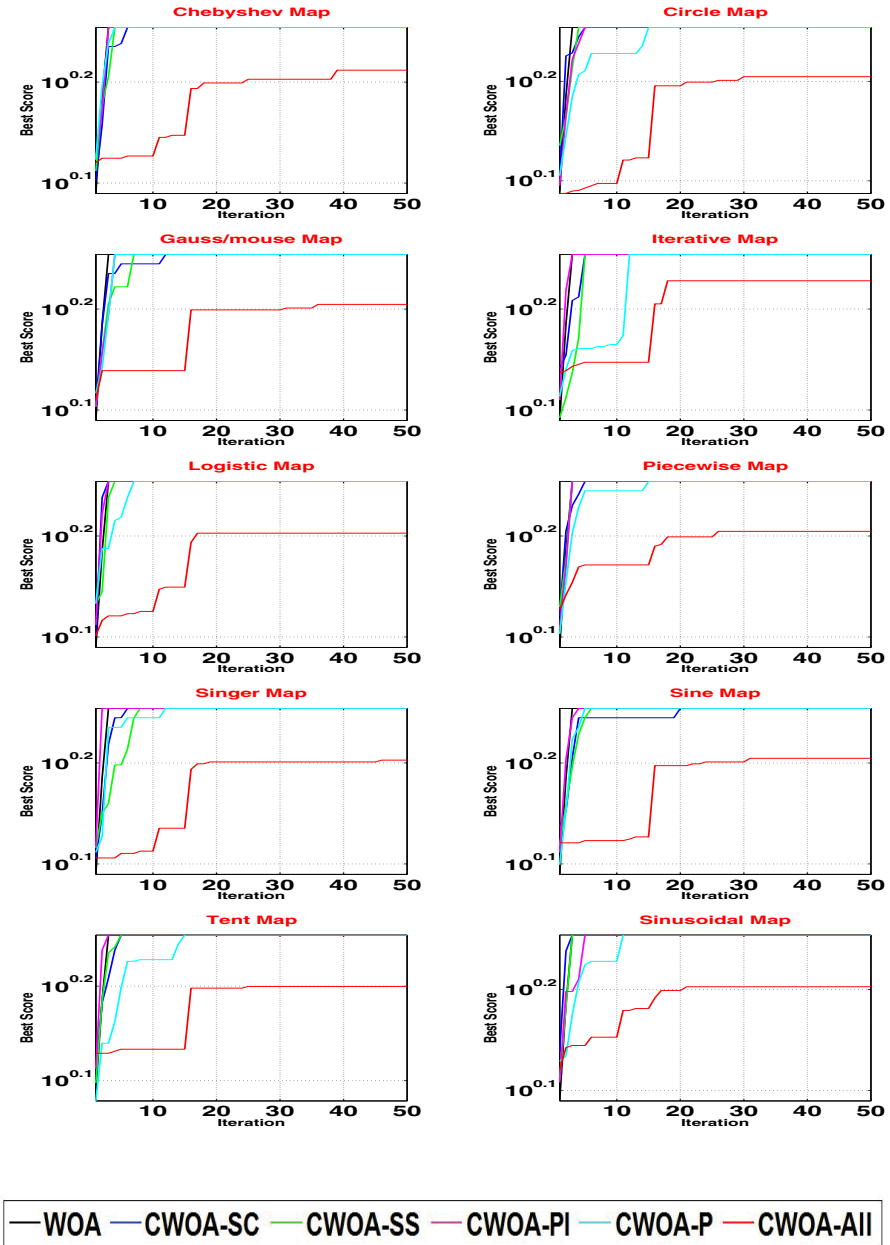 Chebyshev Map
Circle Map
Best Score
10^0.2
10^0.1
10 20 30 40 50
Iteration
Best Score
10^0.2
10^0.1
10 20 30 40 50
Iteration
Gauss/mouse Map
Iterative Map
Best Score
10^0.2
10^0.1
10 20 30 40 50
Iteration
Best Score
10^0.2
10^0.1
10 20 30 40 50
Iteration
Logistic Map
Piecewise Map
Best Score
10^0.2
10^0.1
10 20 30 40 50
Iteration
Best Score
10^0.2
10^0.1
10 20 30 40 50
Iteration
Singer Map
Sine Map
Best Score
10^0.2
10^0.1
10 20 30 40 50
Iteration
Best Score
10^0.2
10^0.1
10 20 30 40 50
Iteration
Tent Map
Sinusoidal Map
Best Score
10^0.2
10^0.1
10 20 30 40 50
Iteration
Best Score
10^0.2
10^0.1
10 20 30 40 50
Iteration
WOA CWOA-SC CWOA-SS CWOA-PI CWOA-P CWOA-All